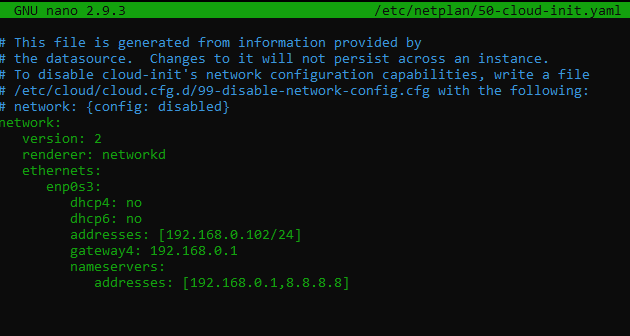 GNU nano 2.9.3 /etc/netplan/50-cloud-init.yaml
# This file is generated from information provided by
# the datasource.  Changes to it will not persist across an instance.
# To disable cloud-init's network configuration capabilities, write a file
# /etc/cloud/cloud.cfg.d/99-disable-network-config.cfg with the following:
# network: {config: disabled}
network:
   version: 2
   renderer: networkd
   ethernets:
      enp0s3:
         dhcp4: no
         dhcp6: no
         addresses: [192.168.0.102/24]
         gateway4: 192.168.0.1
         nameservers:
            addresses: [192.168.0.1,8.8.8.8]